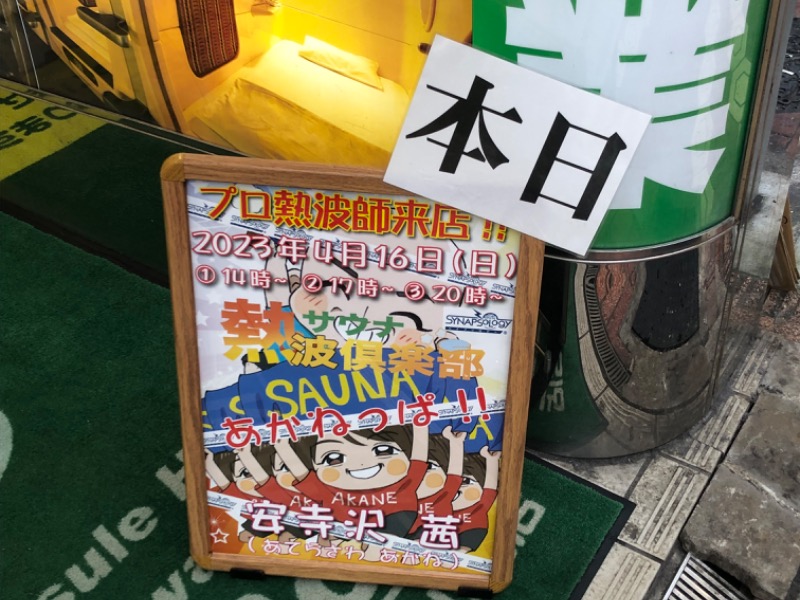 本日
プロ熱波師来店!!
2023年4月16日(日)
①14時~ ②17時~ ③20時~
SYNAPSOLOGY
サウナ
熱波倶楽部
SAUNA
あかねっぱ!!
AKANE
安寺沢 茜
(あてらざわ あかね)